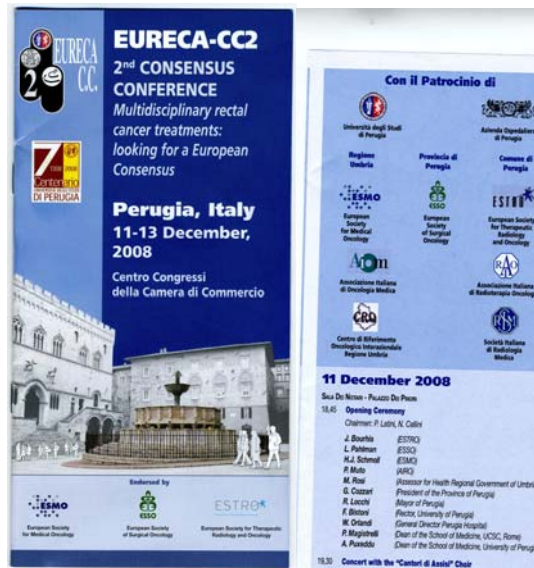 EURECA
C.C.
2
EURECA-CC2
2nd CONSENSUS
CONFERENCE
Multidisciplinary rectal
cancer treatments:
looking for a European
Consensus
7
Centenario
DI PERUGIA
Perugia, Italy
11-13 December,
2008
Centro Congressi
della Camera di Commercio
Endorsed by
ESMO
European Society
for Medical Oncology
ESSO
European Society
of Surgical Oncology
ESTRO
European Society for Therapeutic
Radiology and Oncology
Con il Patrocinio di
Università degli Studi
di Perugia
Azienda Ospedaliera
di Perugia
Regione
Umbria
Provincia di
Perugia
Comune di
Perugia
ESMO
European
Society
for Medical
Oncology
ESSO
European
Society
of Surgical
Oncology
ESTRO
European Society
for Therapeutic
Radiology
and Oncology
Aiom
Associazione Italiana
di Oncologia Medica
Associazione Italiana
di Radioterapia Oncolog
CRO
Centro di Riferimento
Oncologico Interaziendale
Regione Umbria
Società Italiana
di Radiologia
Medica
11 December 2008
SALA DEI NOTARI - PALAZZO DEI PRIORI
18,45 Opening Ceremony
Chairmen: P. Latini, N. Cellini
J. Bourhis (ESTRO)
L. Pahlman (ESSO)
H.J. Schmoll (ESMO)
P. Muto (AIRO)
M. Rosi (Assessor for Health Regional Government of Umbria
G. Cozzari (President of the Province of Perugia)
R. Locchi (Mayor of Perugia)
F. Bistoni (Rector, University of Perugia)
W. Orlandi (General Director Perugia Hospital)
P. Magistrelli (Dean of the School of Medicine, UCSC, Rome)
A. Puxeddu (Dean of the School of Medicine, University of Perug
19,30 Concert with the "Cantori di Assisi" Choir